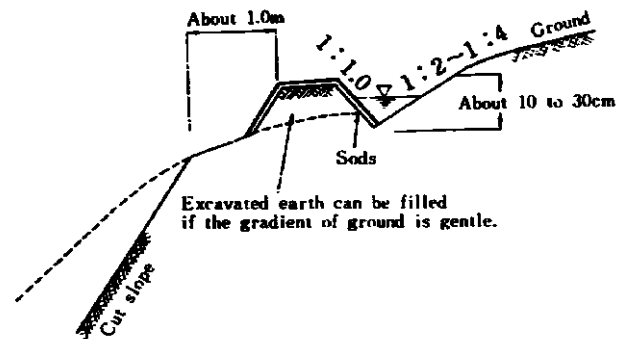 About 1.0m
1:1.0
1:2~1:4
Ground
About 10 to 30cm
Sods
Excavated earth can be filled
if the gradient of ground is gentle.
Cut slope